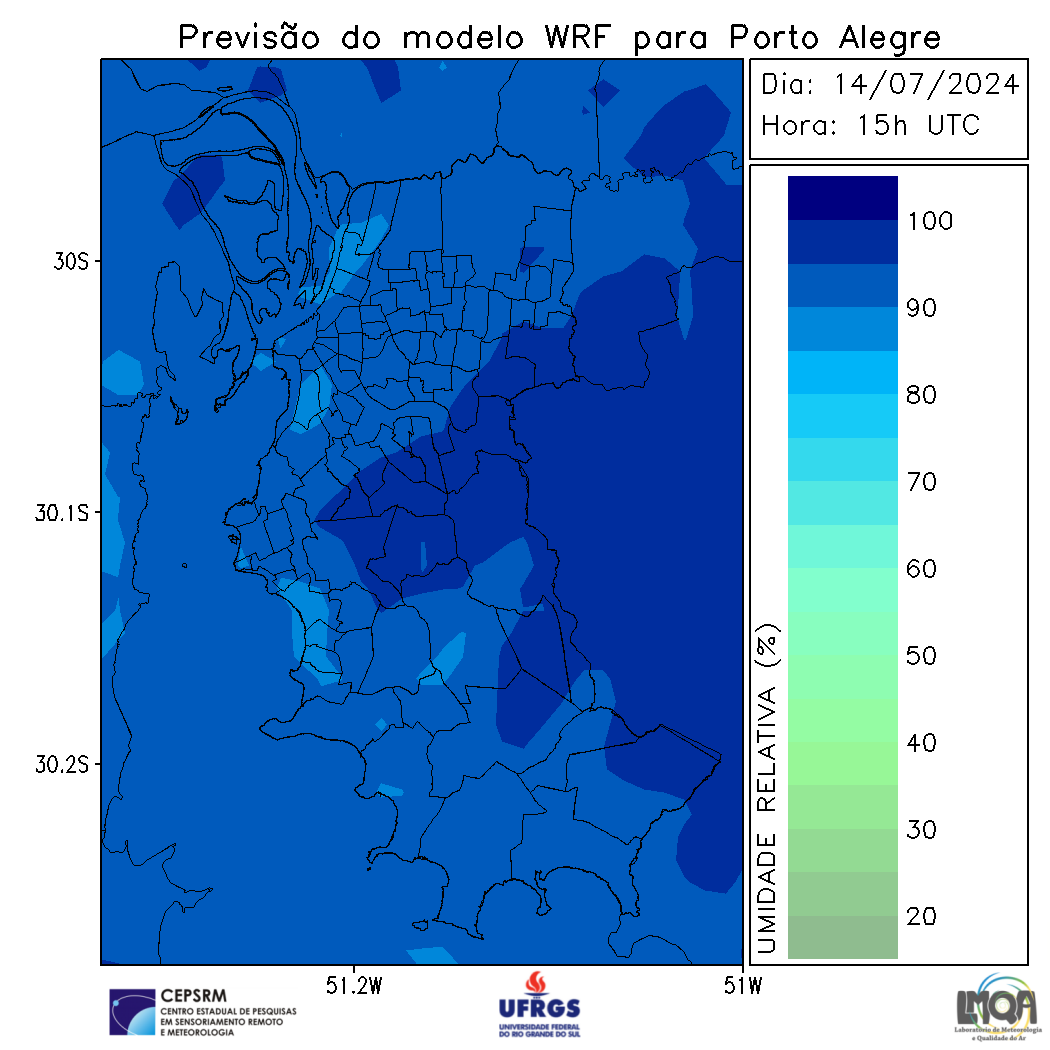 Previsão do modelo WRF para Porto Alegre
Dia: 14/07/2024
Hora: 15h UTC
30S
30.1S
30.2S
51.2W
51W
UMIDADE RELATIVA (%)
100
90
80
70
60
50
40
30
20
CEPSRM
CENTRO ESTADUAL DE PESQUISAS
EM SENSORIAMENTO REMOTO
E METEOROLOGIA
UFRGS
UNIVERSIDADE FEDERAL
DO RIO GRANDE DO SUL
LMQA
Laboratório de Meteorologia
e Qualidade do Ar